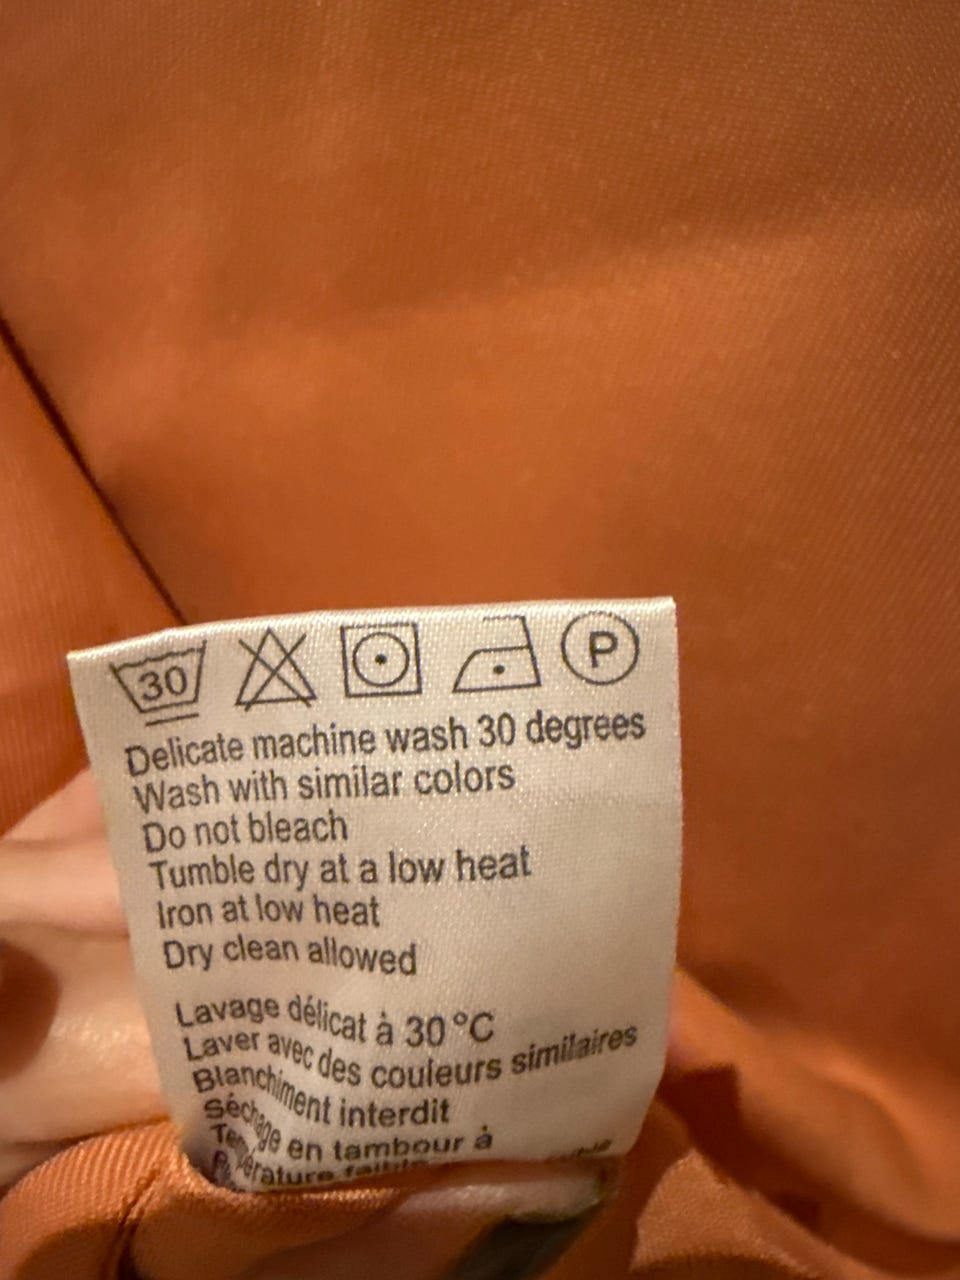 30 P
Delicate machine wash 30 degrees
Wash with similar colors
Do not bleach
Tumble dry at a low heat
Iron at low heat
Dry clean allowed
Lavage délicat à 30 °C
Laver avec des couleurs similaires
Blanchiment interdit
Séchage en tambour à
Température faible